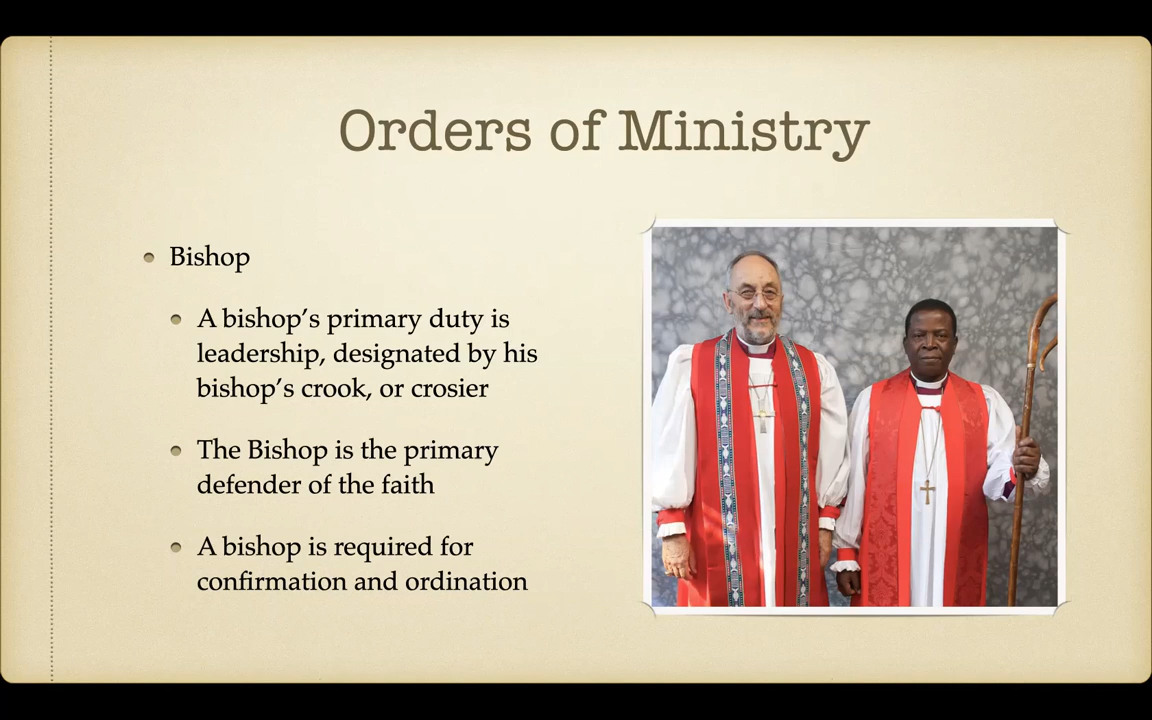 Orders of Ministry
Bishop
A bishop’s primary duty is
leadership, designated by his
bishop’s crook, or crosier
The Bishop is the primary
defender of the faith
A bishop is required for
confirmation and ordination